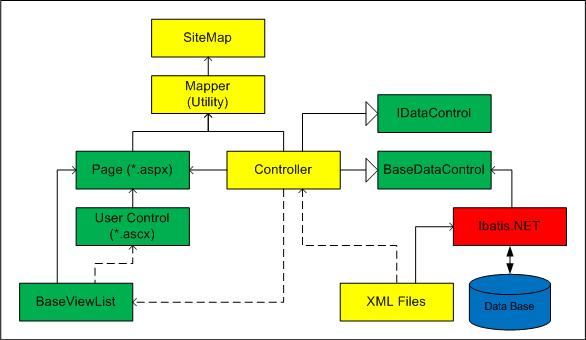 SiteMap
Mapper
(Utility)
IDataControl
Page (*.aspx)
Controller
BaseDataControl
User Control
(*.ascx)
Ibatis.NET
BaseViewList
XML Files
Data Base